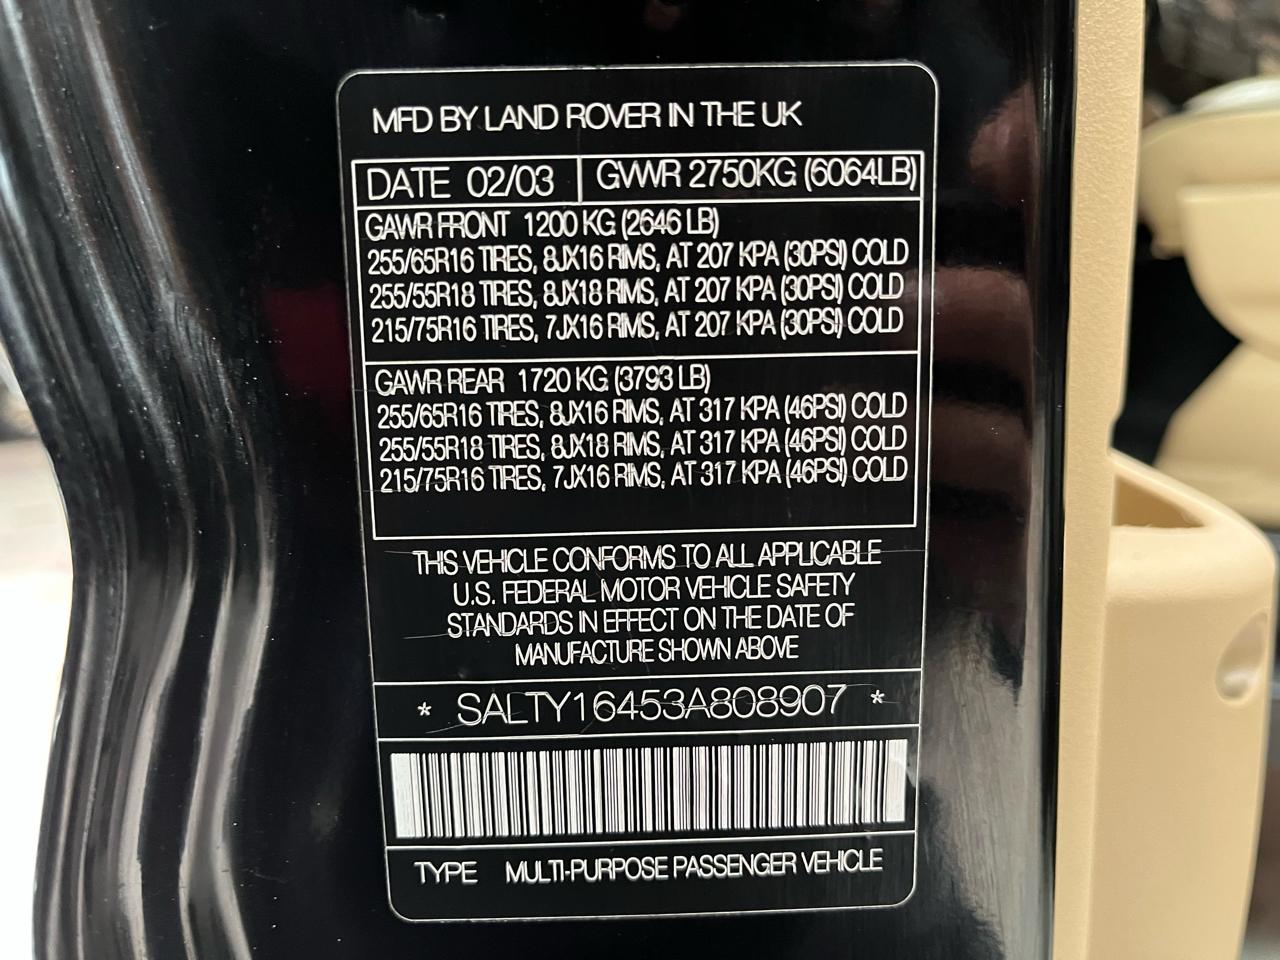 MFD BY LAND ROVER IN THE UK
DATE 02/03 GVWR 2750KG (6064LB)
GAWR FRONT 1200 KG (2646 LB)
255/65R16 TIRES, 8JX16 RIMS, AT 207 KPA (30PSI) COLD
255/55R18 TIRES, 8JX18 RIMS, AT 207 KPA (30PSI) COLD
215/75R16 TIRES, 7JX16 RIMS, AT 207 KPA (30PSI) COLD
GAWR REAR 1720 KG (3793 LB)
255/65R16 TIRES, 8JX16 RIMS, AT 317 KPA (46PSI) COLD
255/55R18 TIRES, 8JX18 RIMS, AT 317 KPA (46PSI) COLD
215/75R16 TIRES, 7JX16 RIMS, AT 317 KPA (46PSI) COLD
THIS VEHICLE CONFORMS TO ALL APPLICABLE
U.S. FEDERAL MOTOR VEHICLE SAFETY
STANDARDS IN EFFECT ON THE DATE OF
MANUFACTURE SHOWN ABOVE
* SALTY16453A808907 *
TYPE MULTI-PURPOSE PASSENGER VEHICLE